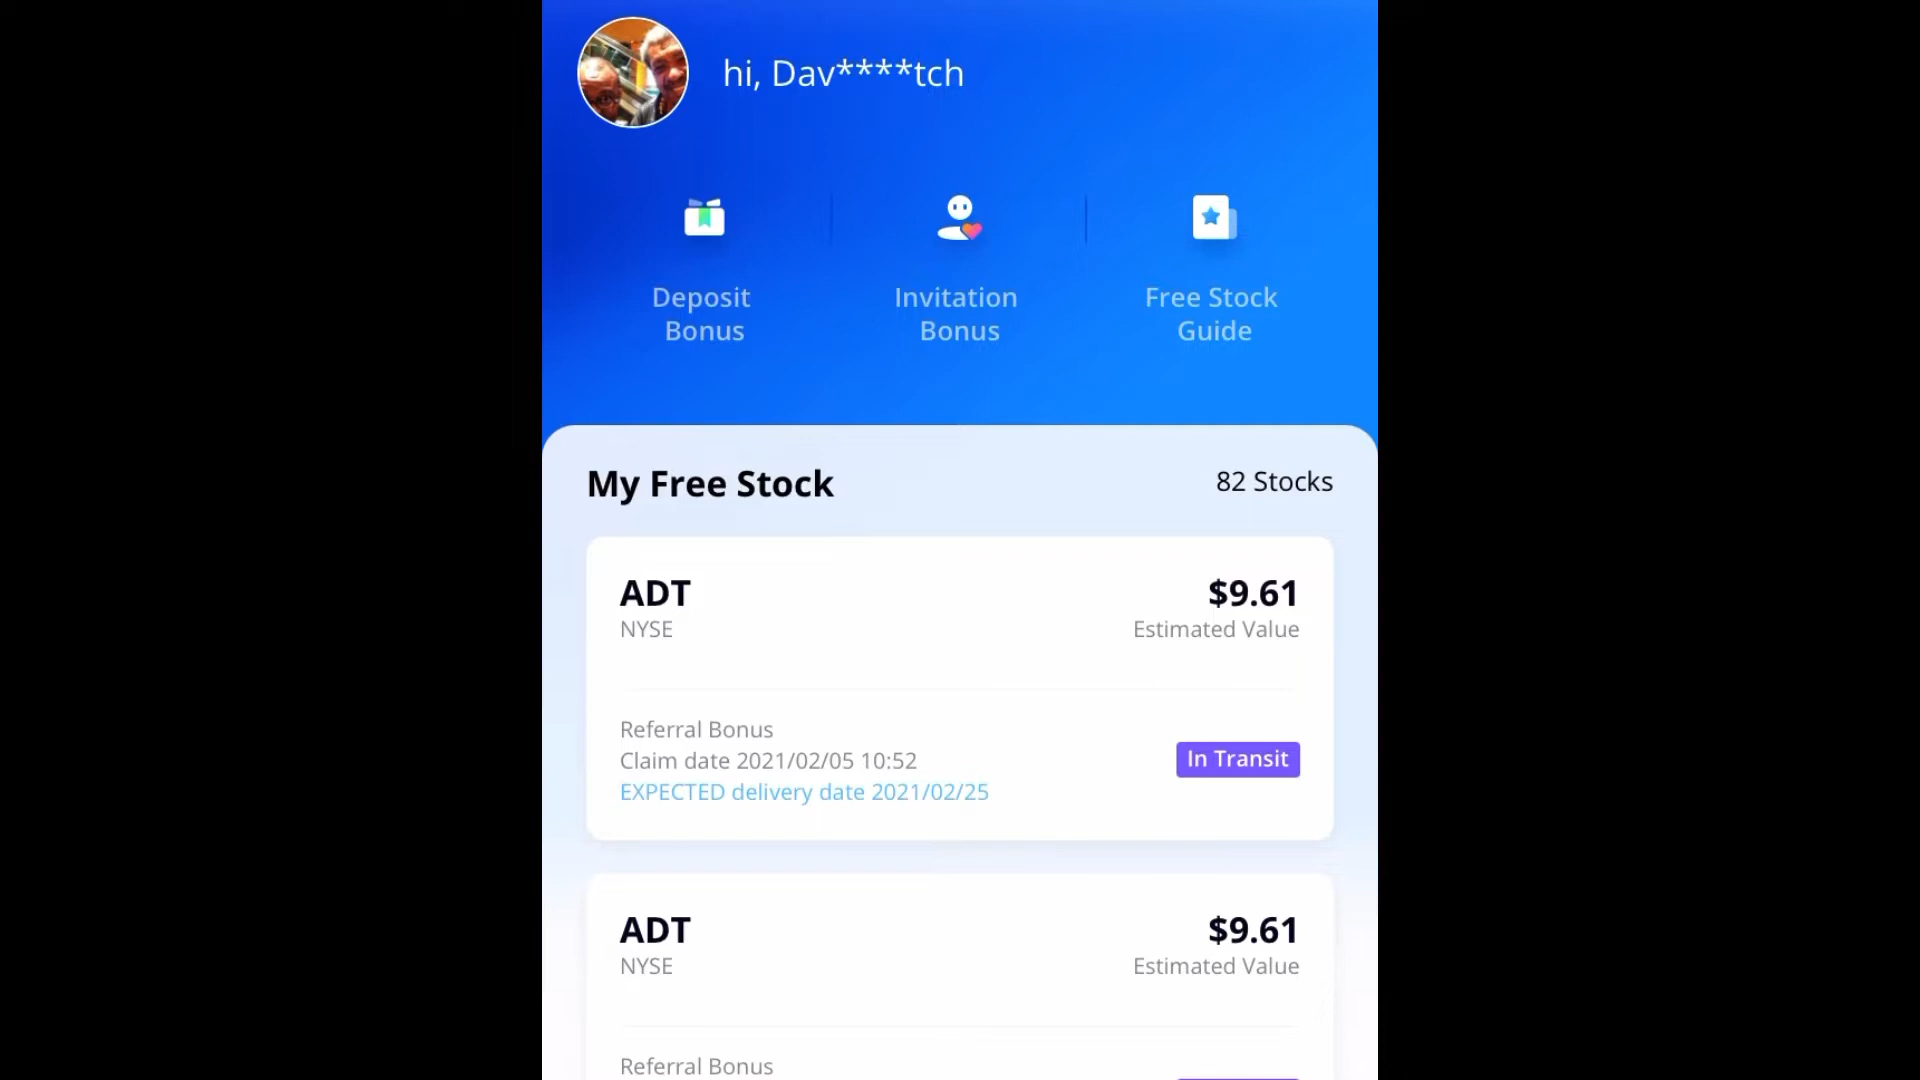 hi, Dav****tch
Deposit
Bonus
Invitation
Bonus
Free Stock
Guide
My Free Stock
82 Stocks
ADT
$9.61
NYSE
Estimated Value
Referral Bonus
Claim date 2021/02/05 10:52
In Transit
EXPECTED delivery date 2021/02/25
ADT
$9.61
NYSE
Estimated Value
Referral Bonus